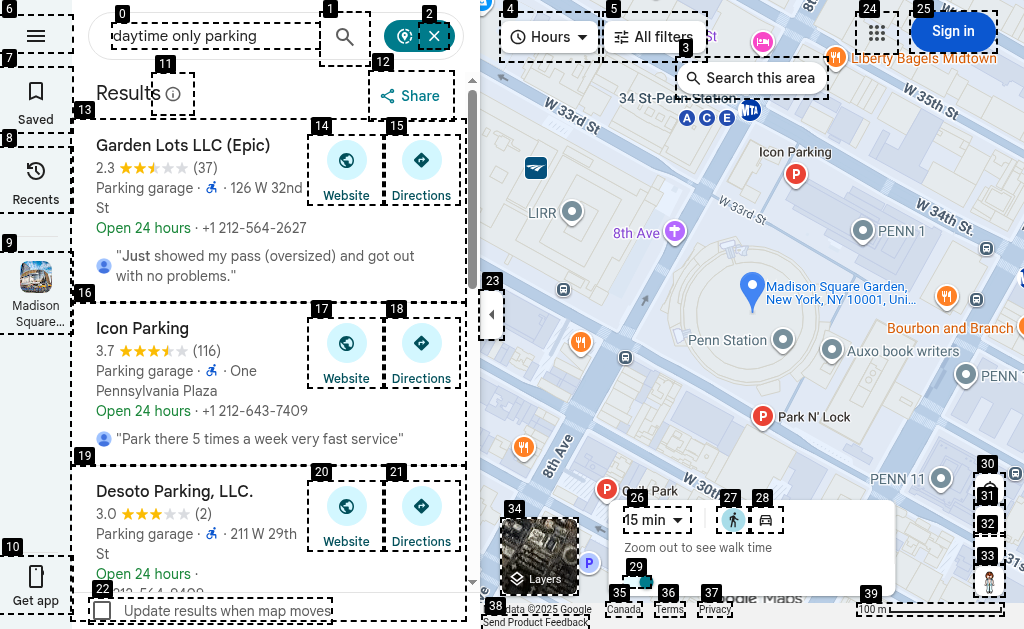 6
0
daytime only parking
1
2
7
Saved
8
Recents
9
Madison
Square...
10
Get app
11
Results
12
Share
13
Garden Lots LLC (Epic)
2.3 (37)
Parking garage · · 126 W 32nd
St
Open 24 hours · +1 212-564-2627
"Just showed my pass (oversized) and got out
with no problems."
14
Website
15
Directions
16
Icon Parking
3.7 (116)
Parking garage · · One
Pennsylvania Plaza
Open 24 hours · +1 212-643-7409
"Park there 5 times a week very fast service"
17
Website
18
Directions
19
Desoto Parking, LLC.
3.0 (2)
Parking garage · · 211 W 29th
St
Open 24 hours ·
20
Website
21
Directions
22
Update results when map moves
23
4
Hours
5
All filters
St
3
Search this area
24
25
Sign in
Liberty Bagels Midtown
34 St-Penn Station
A C E
MTA
W 33rd St
W 35th St
Icon Parking
P
W 33rd St
W 34th St
LIRR
8th Ave
PENN 1
Madison Square Garden,
New York, NY 10001, Uni...
Bourbon and Branch
Penn Station
Auxo book writers
PENN
P
Park N' Lock
8th Ave
PENN 11
W 30th
P
Park
P
26
15 min
27
28
Zoom out to see walk time
29
30
31
32
33
34
Layers
35
Canada
36
Terms
37
Privacy
Google Maps
38
data ©2025 Google
Send Product Feedback
39
100 m